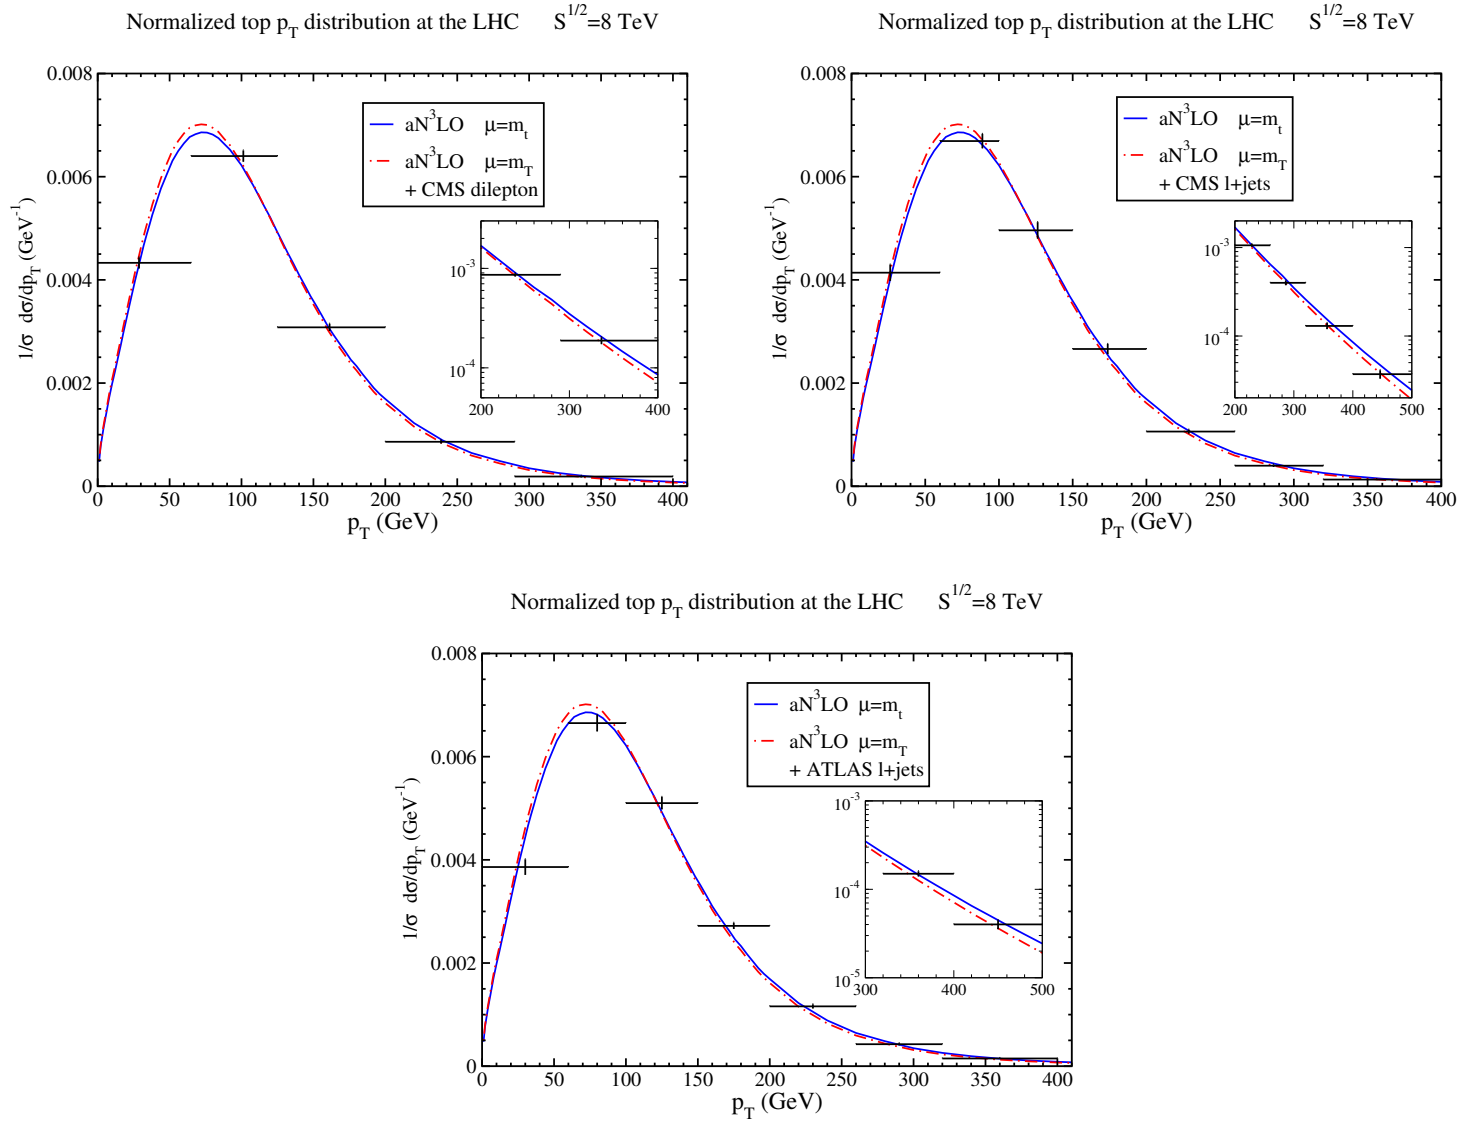 Normalized top p_T distribution at the LHC S^1/2=8 TeV
0.008
0.006
0.004
0.002
0
1/σ dσ/dp_T (GeV^-1)
aN^3LO μ=m_t
aN^3LO μ=m_T
+ CMS dilepton
10^-3
10^-4
200 300 400
0 50 100 150 200 250 300 350 400
p_T (GeV)
Normalized top p_T distribution at the LHC S^1/2=8 TeV
0.008
0.006
0.004
0.002
0
1/σ dσ/dp_T (GeV^-1)
aN^3LO μ=m_t
aN^3LO μ=m_T
+ CMS l+jets
10^-3
10^-4
200 300 400 500
0 50 100 150 200 250 300 350 400
p_T (GeV)
Normalized top p_T distribution at the LHC S^1/2=8 TeV
0.008
0.006
0.004
0.002
0
1/σ dσ/dp_T (GeV^-1)
aN^3LO μ=m_t
aN^3LO μ=m_T
+ ATLAS l+jets
10^-3
10^-4
10^-5
300 400 500
0 50 100 150 200 250 300 350 400
p_T (GeV)